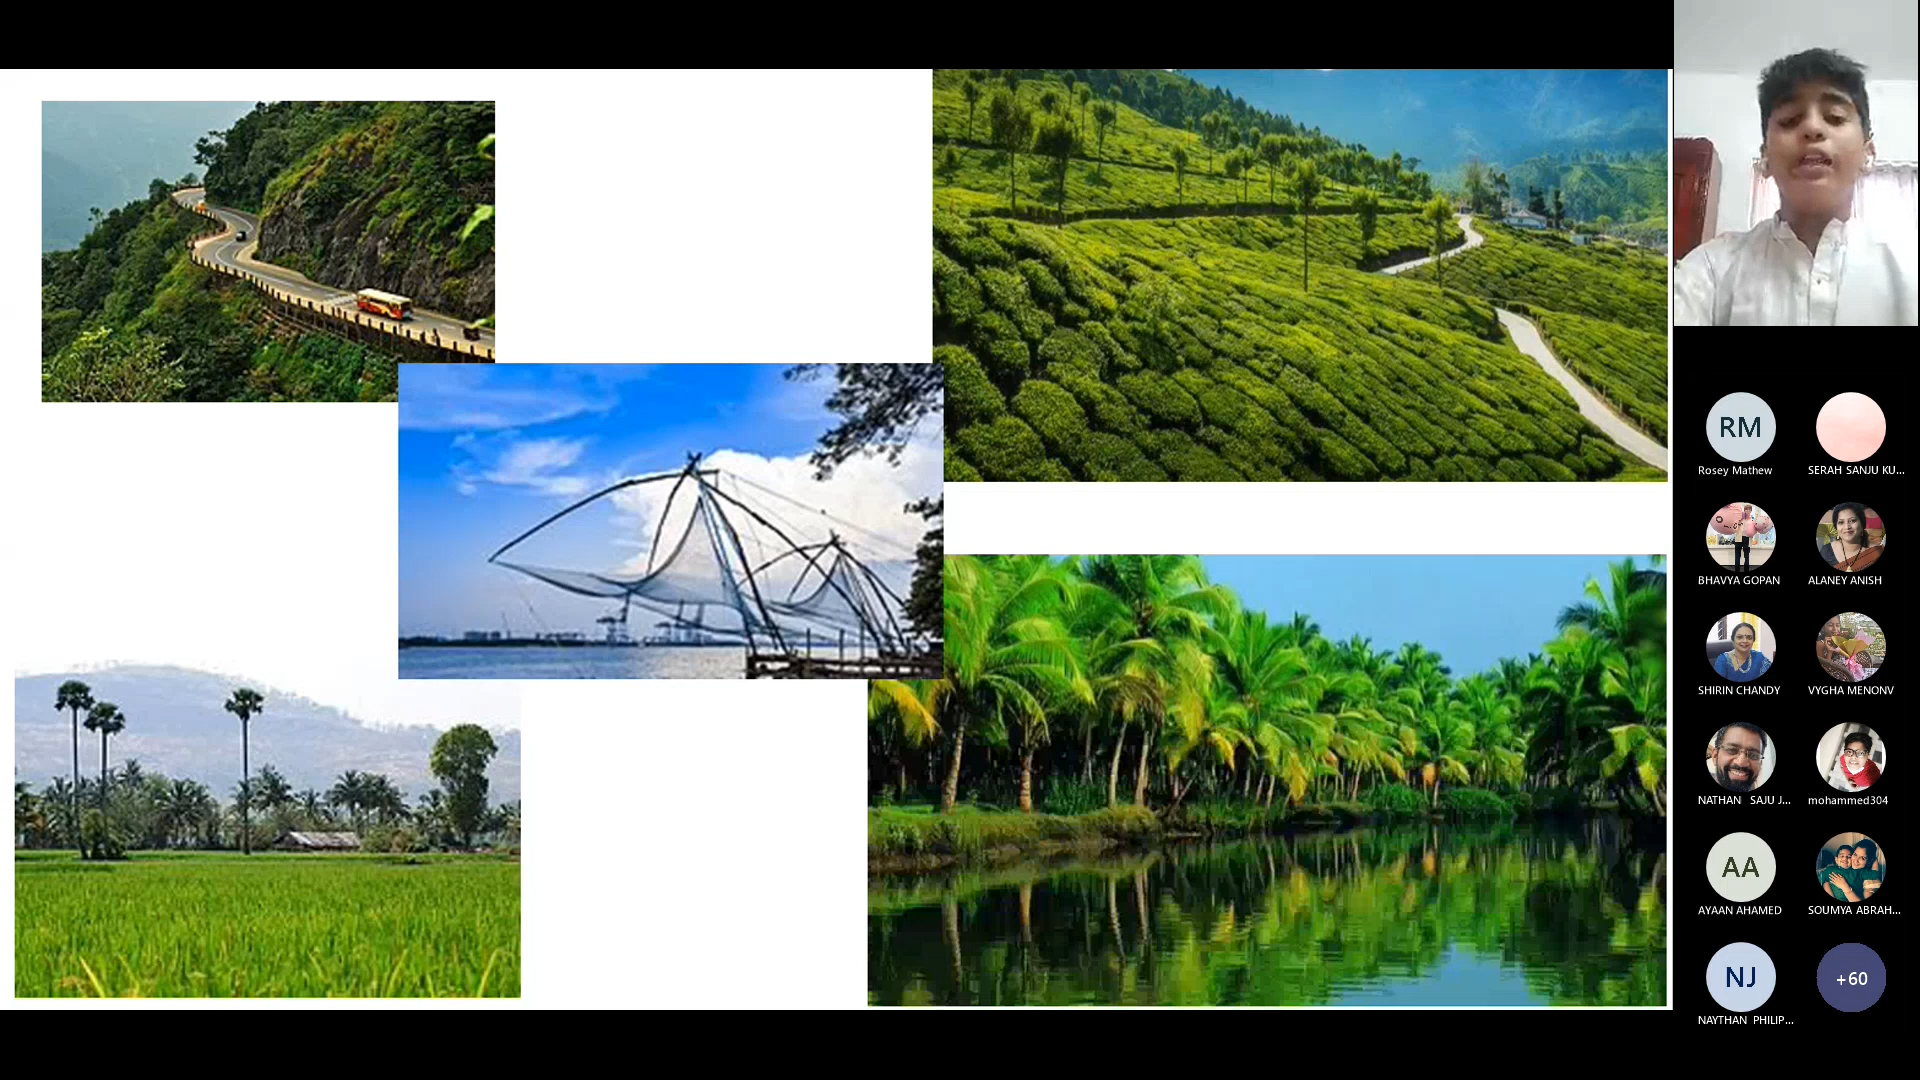 RM
Rosey Mathew
SERAH SANJU KU...
BHAVYA GOPAN
ALANEY ANISH
SHIRIN CHANDY
VYGHA MENONV
NATHAN SAJU J...
mohammed304
AA
AYAAN AHAMED
SOUMYA ABRAH...
NJ
NAYTHAN PHILIP...
+60